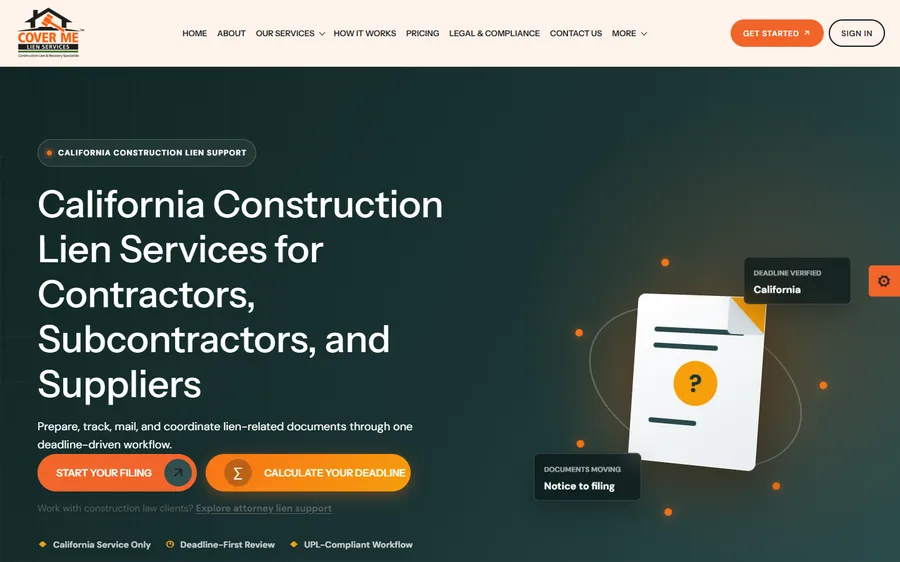 COVER ME
LIEN SERVICES
Construction Lien & Recovery Specialists
HOME ABOUT OUR SERVICES HOW IT WORKS PRICING LEGAL & COMPLIANCE CONTACT US MORE
GET STARTED
SIGN IN
CALIFORNIA CONSTRUCTION LIEN SUPPORT
California Construction
Lien Services for
Contractors,
Subcontractors, and
Suppliers
Prepare, track, mail, and coordinate lien-related documents through one
deadline-driven workflow.
START YOUR FILING
Σ CALCULATE YOUR DEADLINE
Work with construction law clients? Explore attorney lien support
California Service Only Deadline-First Review UPL-Compliant Workflow
DEADLINE VERIFIED
California
?
DOCUMENTS MOVING
Notice to filing